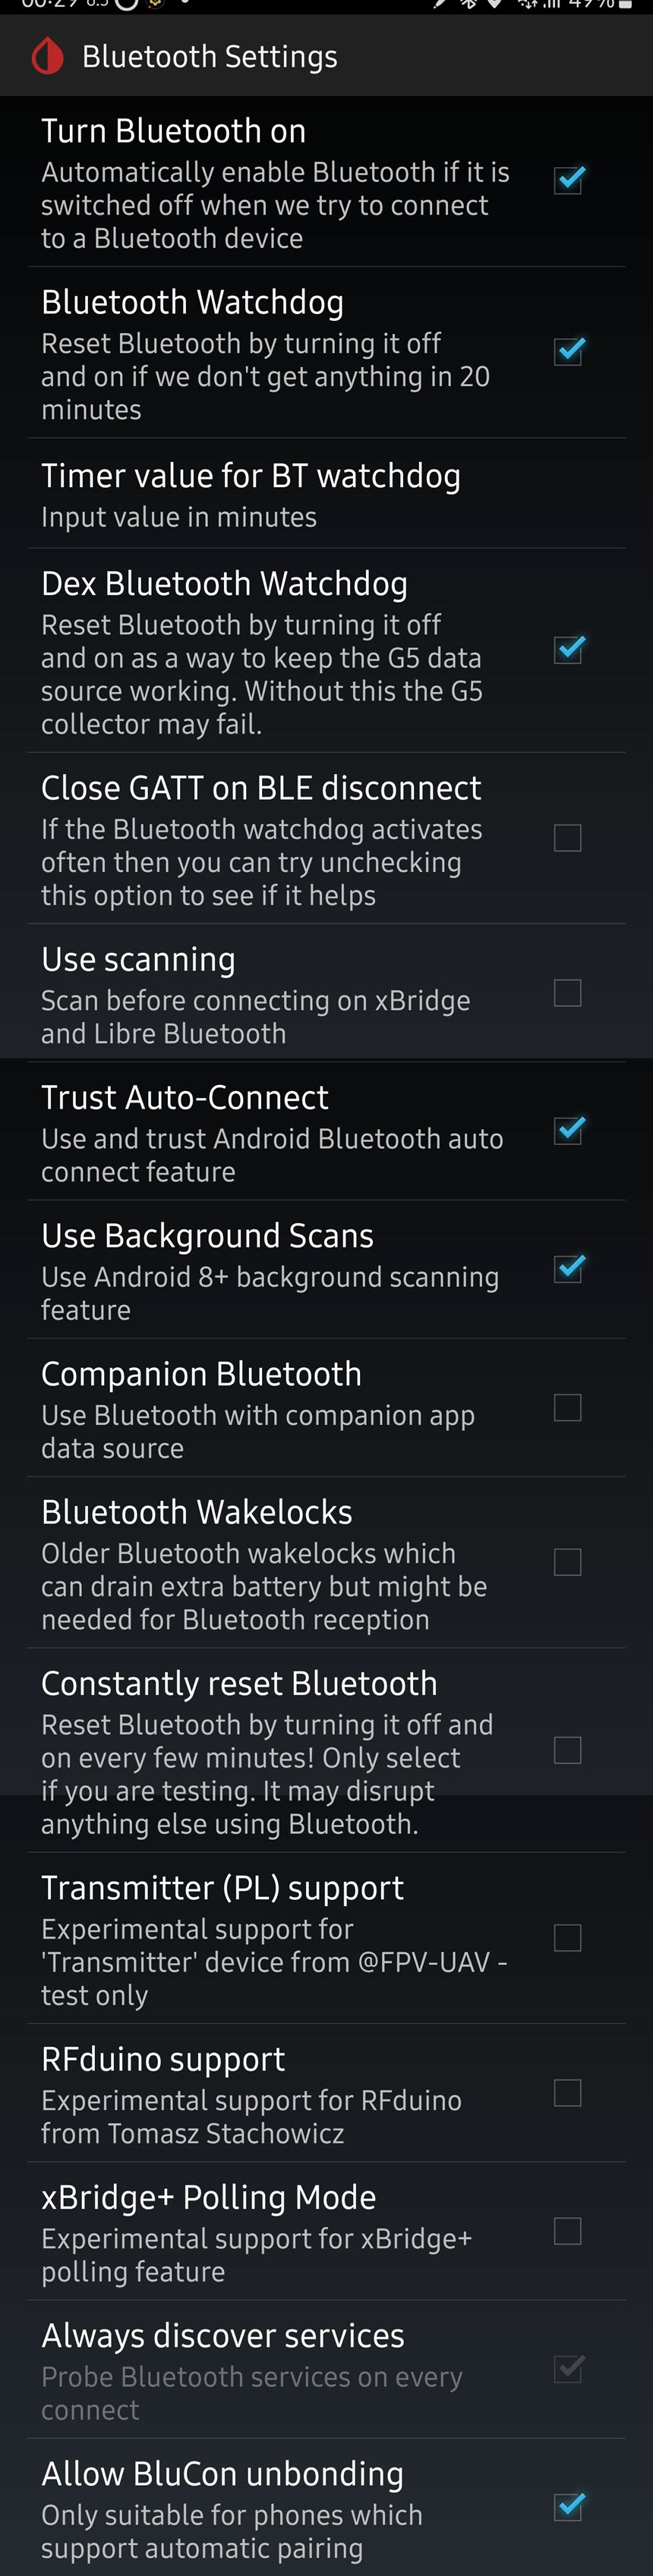 00:29
Bluetooth Settings
Turn Bluetooth on
Automatically enable Bluetooth if it is
switched off when we try to connect
to a Bluetooth device
Bluetooth Watchdog
Reset Bluetooth by turning it off
and on if we don't get anything in 20
minutes
Timer value for BT watchdog
Input value in minutes
Dex Bluetooth Watchdog
Reset Bluetooth by turning it off
and on as a way to keep the G5 data
source working. Without this the G5
collector may fail.
Close GATT on BLE disconnect
If the Bluetooth watchdog activates
often then you can try unchecking
this option to see if it helps
Use scanning
Scan before connecting on xBridge
and Libre Bluetooth
Trust Auto-Connect
Use and trust Android Bluetooth auto
connect feature
Use Background Scans
Use Android 8+ background scanning
feature
Companion Bluetooth
Use Bluetooth with companion app
data source
Bluetooth Wakelocks
Older Bluetooth wakelocks which
can drain extra battery but might be
needed for Bluetooth reception
Constantly reset Bluetooth
Reset Bluetooth by turning it off and
on every few minutes! Only select
if you are testing. It may disrupt
anything else using Bluetooth.
Transmitter (PL) support
Experimental support for
'Transmitter' device from @FPV-UAV -
test only
RFduino support
Experimental support for RFduino
from Tomasz Stachowicz
xBridge+ Polling Mode
Experimental support for xBridge+
polling feature
Always discover services
Probe Bluetooth services on every
connect
Allow BluCon unbonding
Only suitable for phones which
support automatic pairing